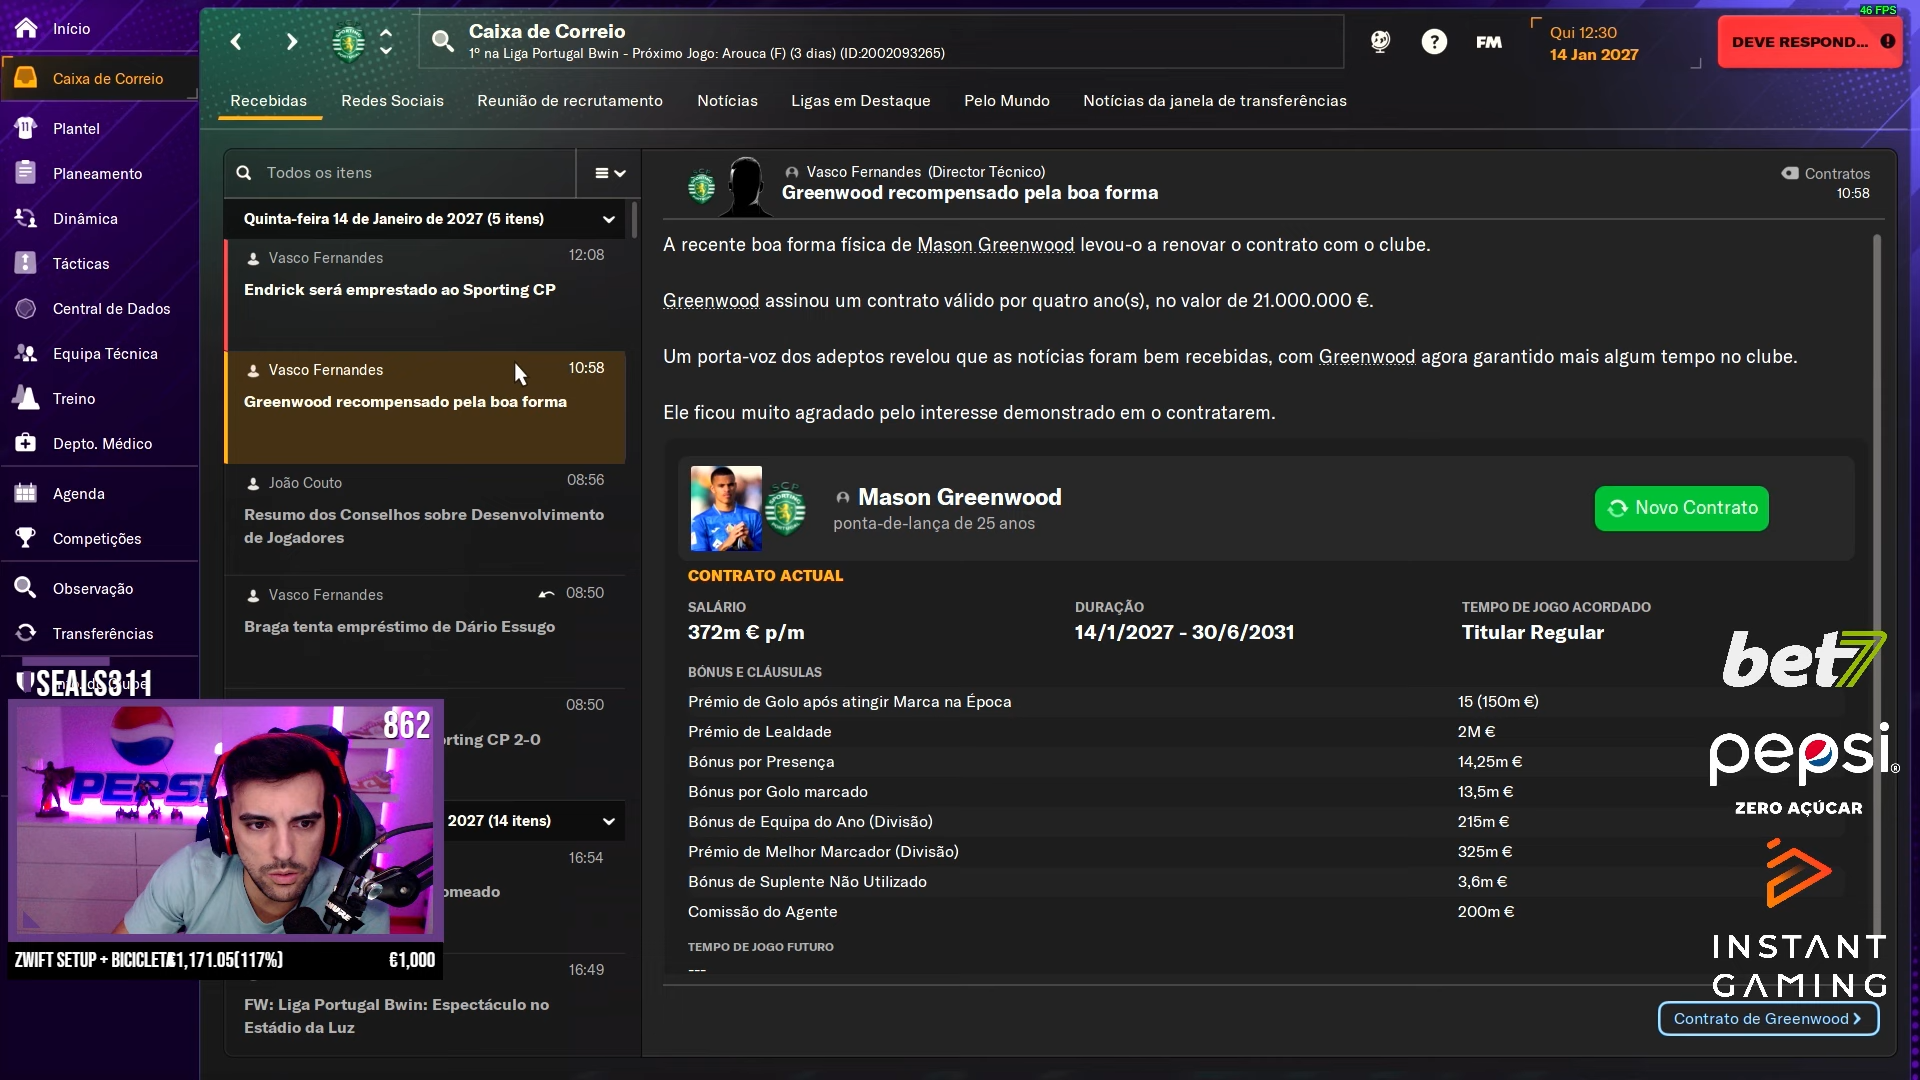 46 FPS
Início
Caixa de Correio
Plantel
Planeamento
Dinâmica
Tácticas
Central de Dados
Equipa Técnica
Treino
Depto. Médico
Agenda
Competições
Observação
Transferências
Caixa de Correio
1º na Liga Portugal Bwin - Próximo Jogo: Arouca (F) (3 dias) (ID:2002093265)
FM
Qui 12:30
14 Jan 2027
DEVE RESPOND...
Recebidas
Redes Sociais
Reunião de recrutamento
Notícias
Ligas em Destaque
Pelo Mundo
Notícias da janela de transferências
Todos os itens
Quinta-feira 14 de Janeiro de 2027 (5 itens)
Vasco Fernandes 12:08
Endrick será emprestado ao Sporting CP
Vasco Fernandes 10:58
Greenwood recompensado pela boa forma
João Couto 08:56
Resumo dos Conselhos sobre Desenvolvimento
de Jogadores
Vasco Fernandes 08:50
Braga tenta empréstimo de Dário Essugo
08:50
rting CP 2-0
2027 (14 itens)
16:54
omeado
16:49
FW: Liga Portugal Bwin: Espectáculo no
Estádio da Luz
Vasco Fernandes (Director Técnico)
Greenwood recompensado pela boa forma
Contratos
10:58
A recente boa forma física de Mason Greenwood levou-o a renovar o contrato com o clube.
Greenwood assinou um contrato válido por quatro ano(s), no valor de 21.000.000 €.
Um porta-voz dos adeptos revelou que as notícias foram bem recebidas, com Greenwood agora garantido mais algum tempo no clube.
Ele ficou muito agradado pelo interesse demonstrado em o contratarem.
Mason Greenwood
ponta-de-lança de 25 anos
Novo Contrato
CONTRATO ACTUAL
SALÁRIO
372m € p/m
DURAÇÃO
14/1/2027 - 30/6/2031
TEMPO DE JOGO ACORDADO
Titular Regular
BÓNUS E CLÁUSULAS
Prémio de Golo após atingir Marca na Época 15 (150m €)
Prémio de Lealdade 2M €
Bónus por Presença 14,25m €
Bónus por Golo marcado 13,5m €
Bónus de Equipa do Ano (Divisão) 215m €
Prémio de Melhor Marcador (Divisão) 325m €
Bónus de Suplente Não Utilizado 3,6m €
Comissão do Agente 200m €
TEMPO DE JOGO FUTURO
---
Contrato de Greenwood
SEALS311
862
PEPS
ZWIFT SETUP + BICICLETA €1,171.05(117%) €1,000
bet7
pepsi
ZERO AÇÚCAR
INSTANT
GAMING